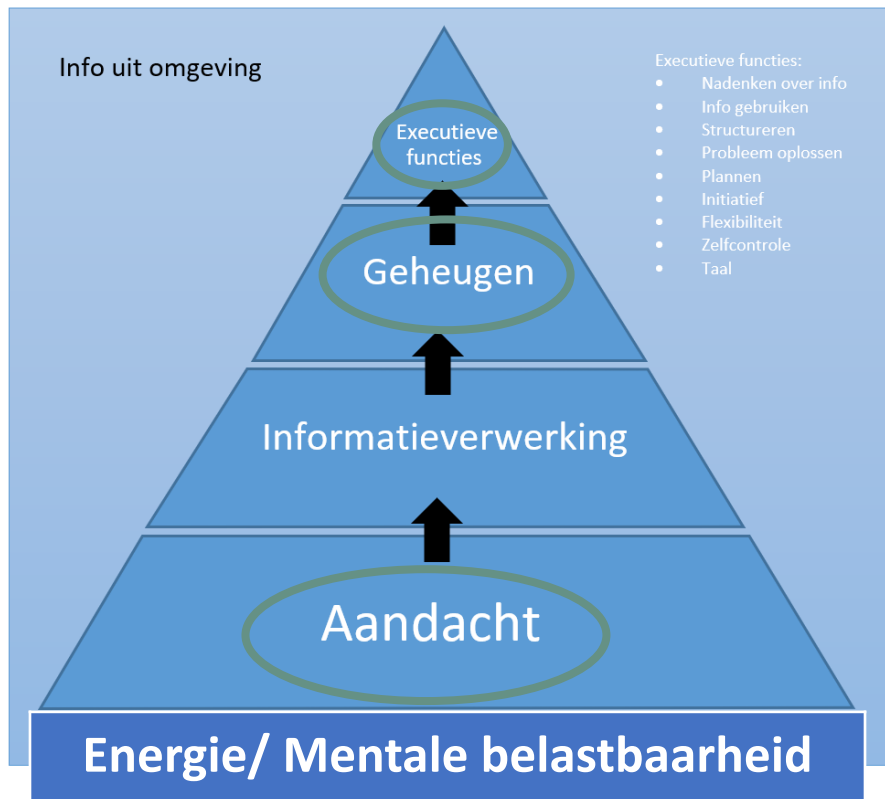 Info uit omgeving
Executieve functies:
• Nadenken over info
• Info gebruiken
• Structureren
• Probleem oplossen
• Plannen
• Initiatief
• Flexibiliteit
• Zelfcontrole
• Taal
Executieve
functies
Geheugen
Informatieverwerking
Aandacht
Energie/ Mentale belastbaarheid